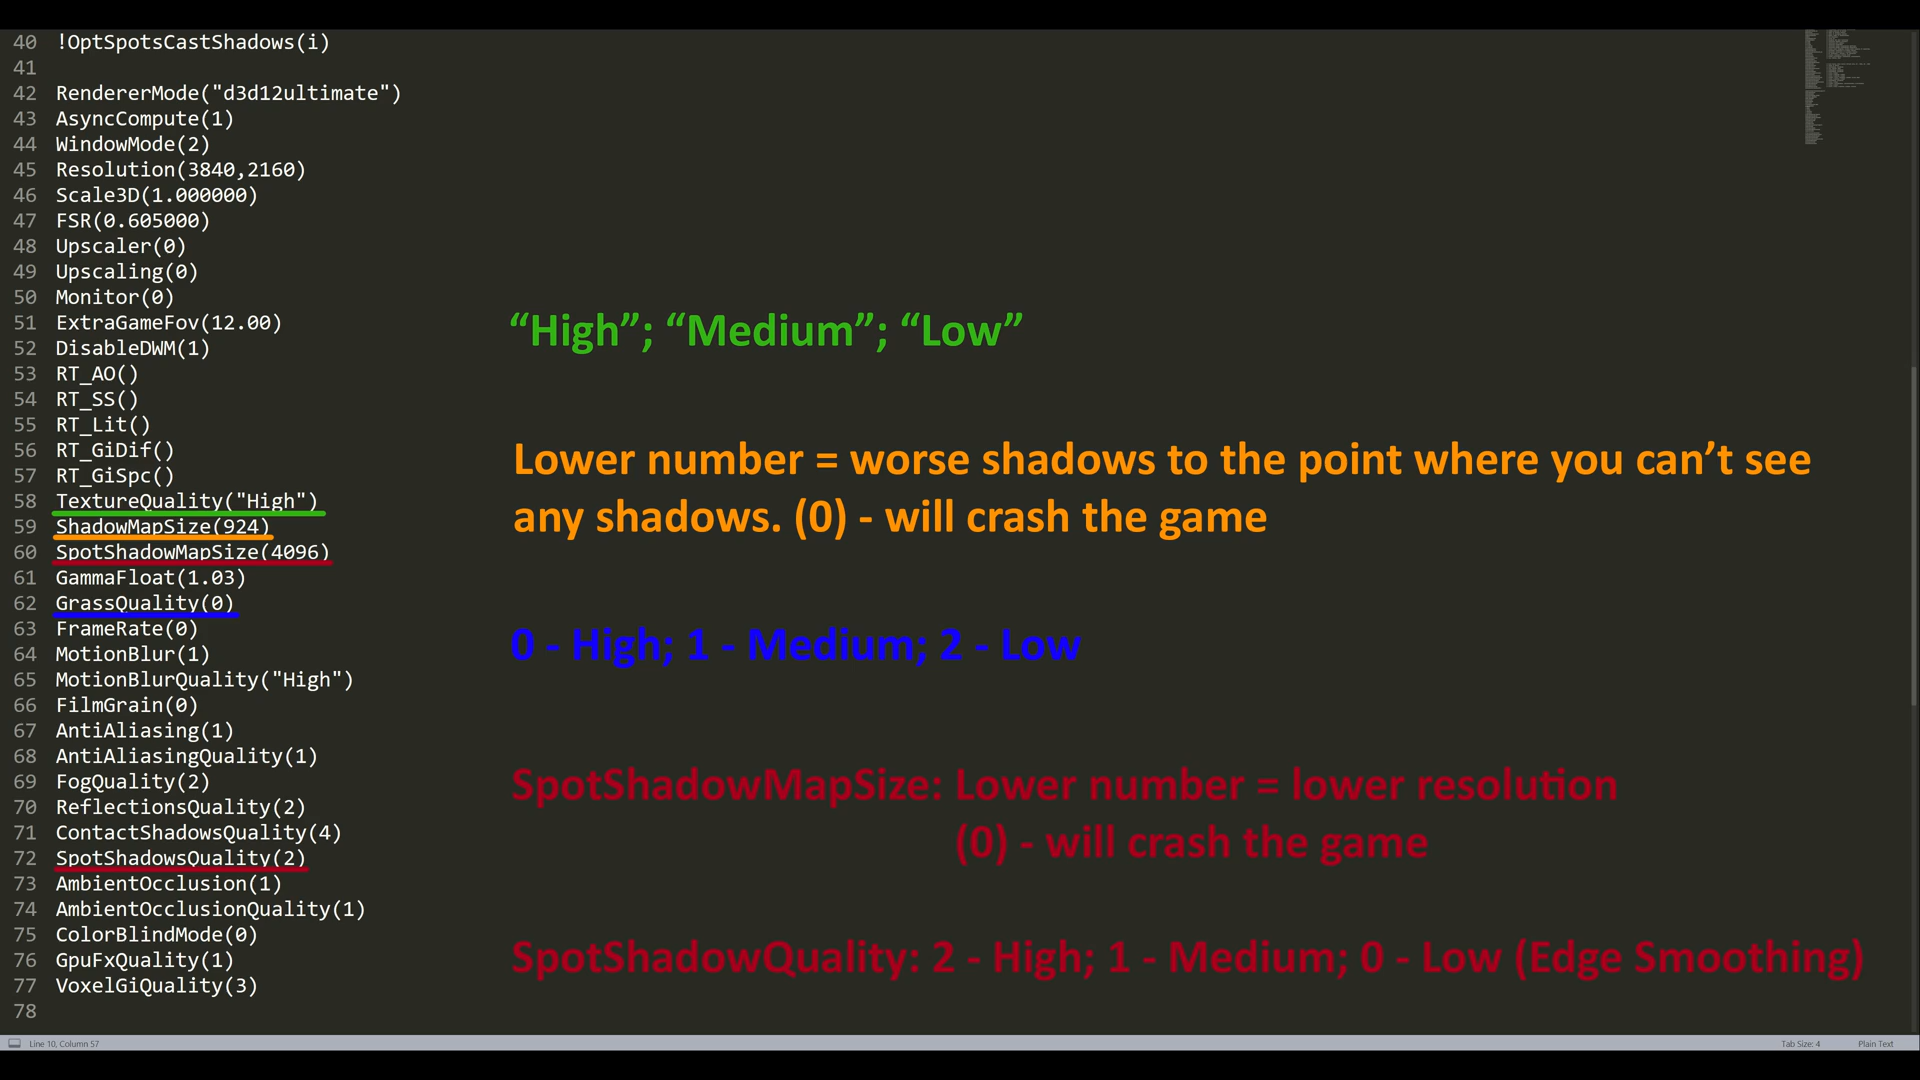 40 !OptSpotsCastShadows(i)
41
42 RendererMode("d3d12ultimate")
43 AsyncCompute(1)
44 WindowMode(2)
45 Resolution(3840,2160)
46 Scale3D(1.000000)
47 FSR(0.605000)
48 Upscaler(0)
49 Upscaling(0)
50 Monitor(0)
51 ExtraGameFov(12.00)
52 DisableDWM(1)
53 RT_AO()
54 RT_SS()
55 RT_Lit()
56 RT_GiDif()
57 RT_GiSpc()
58 TextureQuality("High")
59 ShadowMapSize(924)
60 SpotShadowMapSize(4096)
61 GammaFloat(1.03)
62 GrassQuality(0)
63 FrameRate(0)
64 MotionBlur(1)
65 MotionBlurQuality("High")
66 FilmGrain(0)
67 AntiAliasing(1)
68 AntiAliasingQuality(1)
69 FogQuality(2)
70 ReflectionsQuality(2)
71 ContactShadowsQuality(4)
72 SpotShadowsQuality(2)
73 AmbientOcclusion(1)
74 AmbientOcclusionQuality(1)
75 ColorBlindMode(0)
76 GpuFxQuality(1)
77 VoxelGiQuality(3)
78
“High”; “Medium”; “Low”
Lower number = worse shadows to the point where you can’t see
any shadows. (0) - will crash the game
0 - High; 1 - Medium; 2 - Low
SpotShadowMapSize: Lower number = lower resolution
(0) - will crash the game
SpotShadowQuality: 2 - High; 1 - Medium; 0 - Low (Edge Smoothing)
Line 10, Column 57
Tab Size: 4
Plain Text